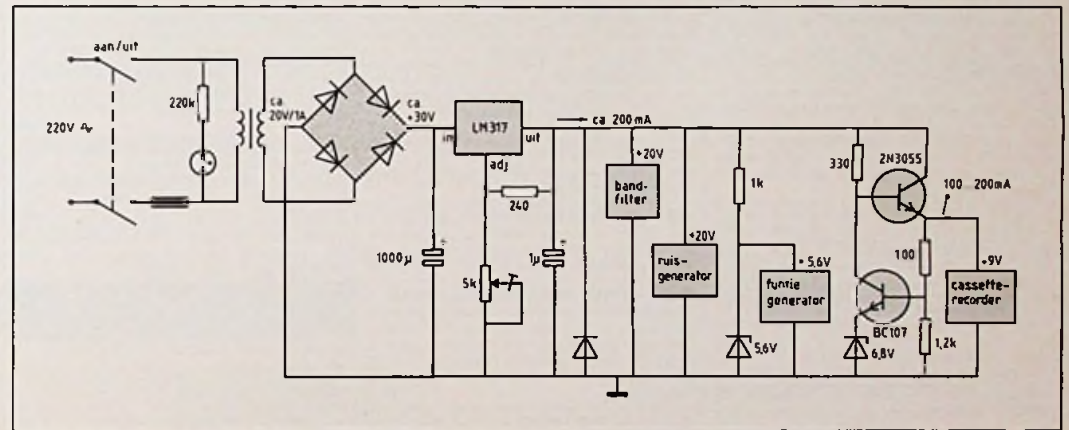 aan/uit
220V
220k
ca.
20V/1A
ca
+30V
LM317
in
uit
adj
240
1000µ
5k
1µ
ca 200 mA
+20V
band-
filter
+20V
ruis-
generator
1k
+5,6V
funtie
generator
5,6V
330
2N3055
100...200mA
100
+9V
cassette-
recorder
BC107
1,2k
6,8V